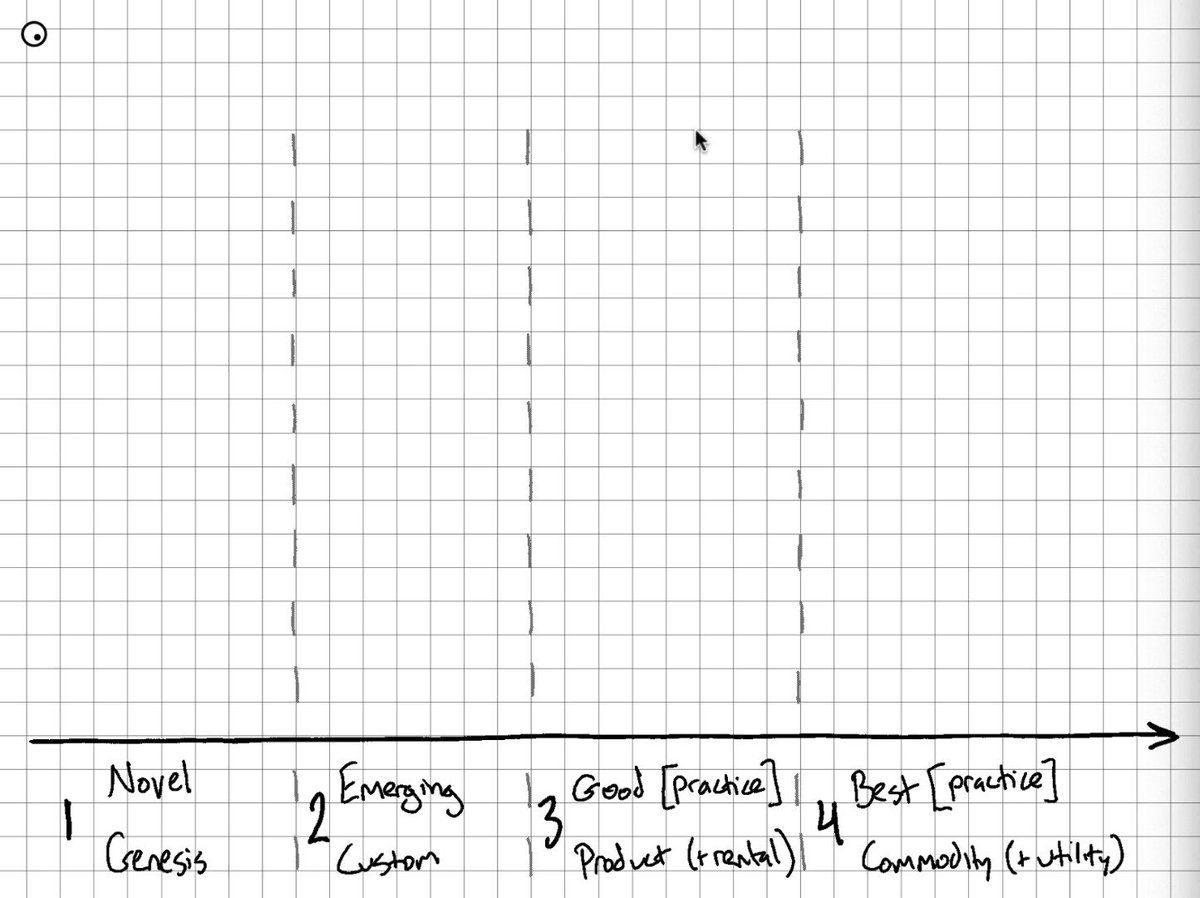 1 Novel
Genesis
2 Emerging
Custom
3 Good [practice]
Product (+rental)
4 Best [practice]
Commodity (+ utility)